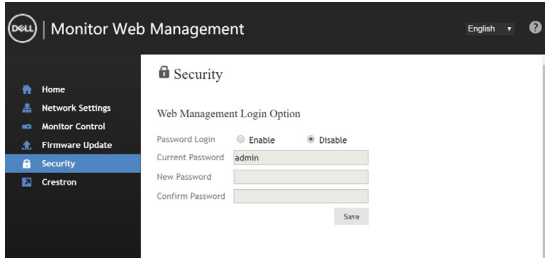 DELL | Monitor Web Management
English
?
Security
Home
Network Settings
Monitor Control
Firmware Update
Security
Crestron
Web Management Login Option
Password Login Enable Disable
Current Password admin
New Password
Confirm Password
Save